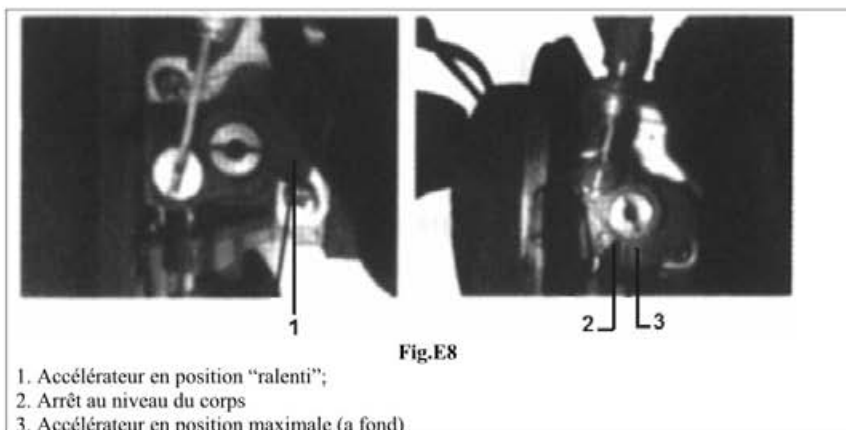 1
2 3
Fig.E8
1. Accélérateur en position “ralenti”;
2. Arrêt au niveau du corps
3. Accélérateur en position maximale (a fond)